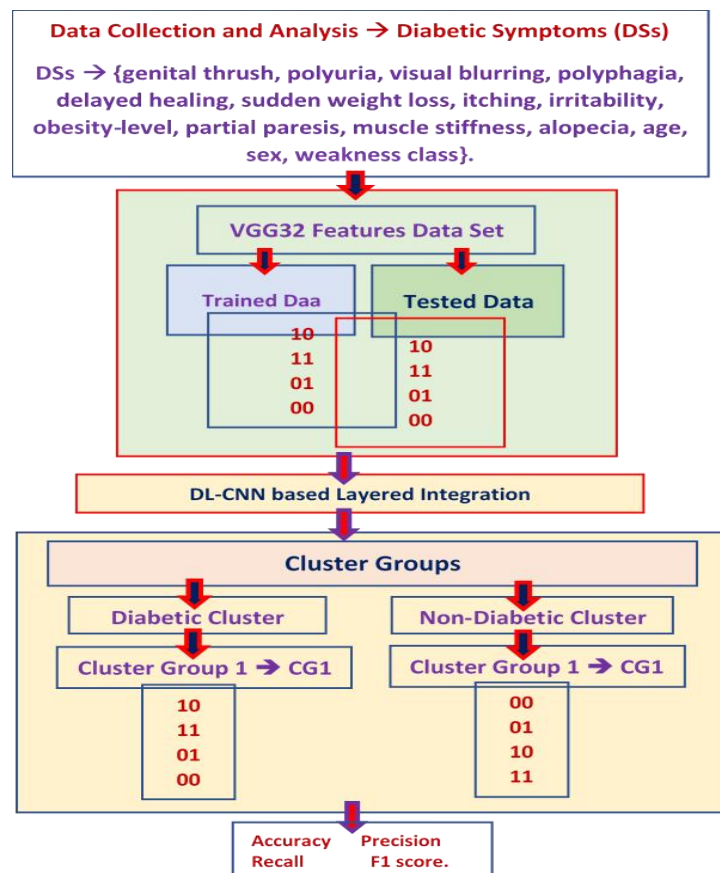 Data Collection and Analysis → Diabetic Symptoms (DSs)
DSs → {genital thrush, polyuria, visual blurring, polyphagia,
delayed healing, sudden weight loss, itching, irritability,
obesity-level, partial paresis, muscle stiffness, alopecia, age,
sex, weakness class}.
VGG32 Features Data Set
Trained Daa
Tested Data
10
11
01
00
10
11
01
00
DL-CNN based Layered Integration
Cluster Groups
Diabetic Cluster
Non-Diabetic Cluster
Cluster Group 1 → CG1
Cluster Group 1 → CG1
10
11
01
00
00
01
10
11
Accuracy Precision
Recall F1 score.